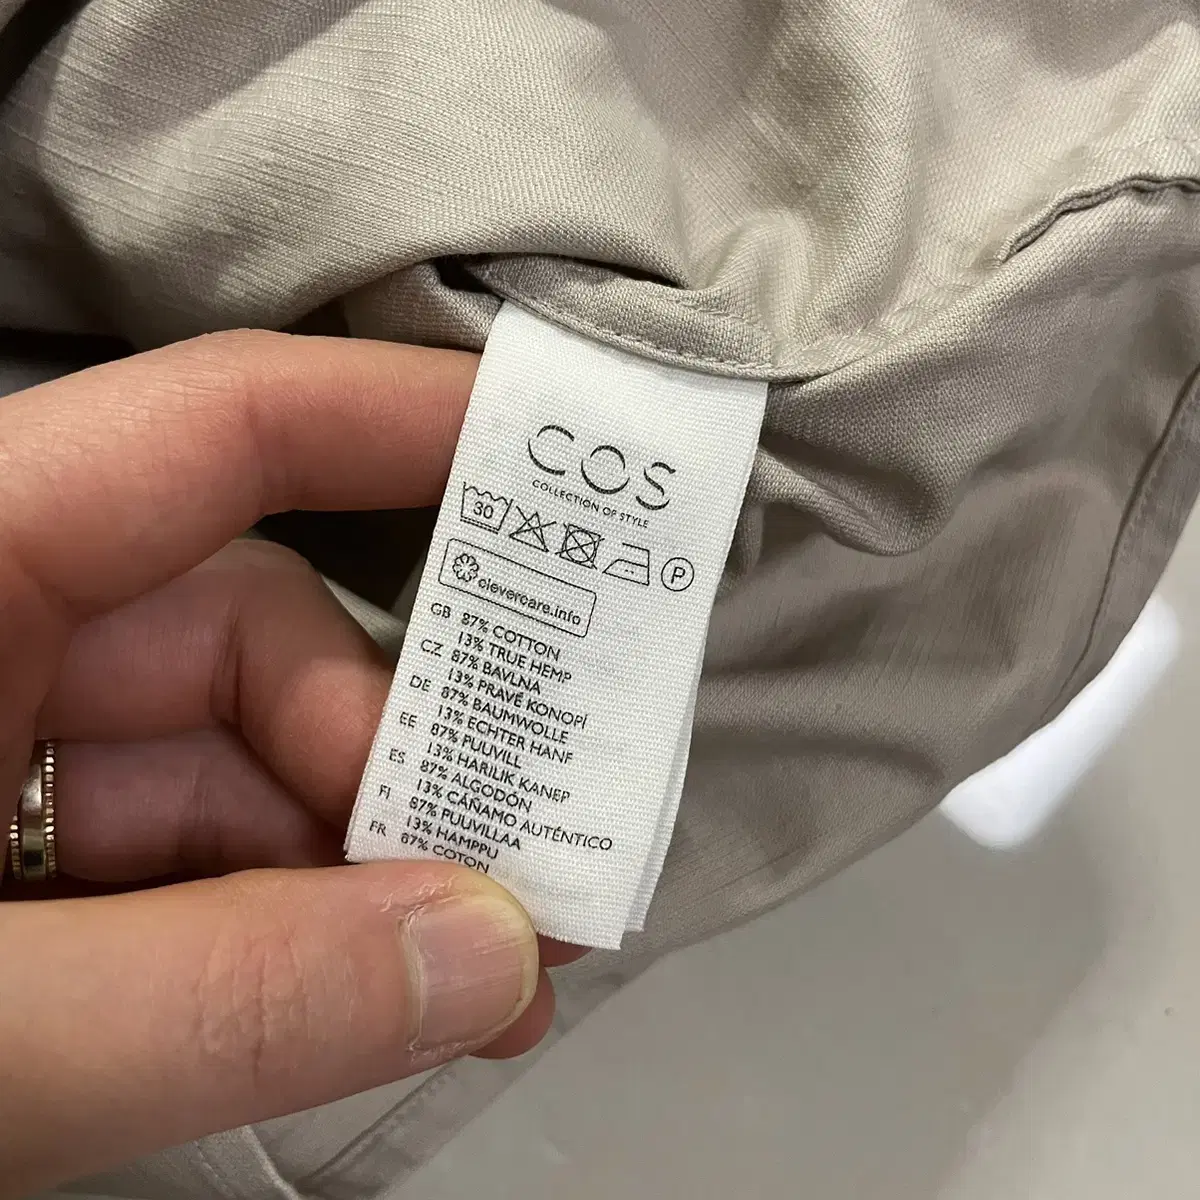 COS
COLLECTION OF STYLE
30
P
clevercare.info
GB 87% COTTON
13% TRUE HEMP
CZ 87% BAVLNA
13% PRAVÉ KONOPÍ
DE 87% BAUMWOLLE
13% ECHTER HANF
EE 87% PUUVILL
13% HARILIK KANEP
ES 87% ALGODÓN
13% CÁÑAMO AUTÉNTICO
FI 87% PUUVILLAA
13% HAMPPU
FR 87% COTON